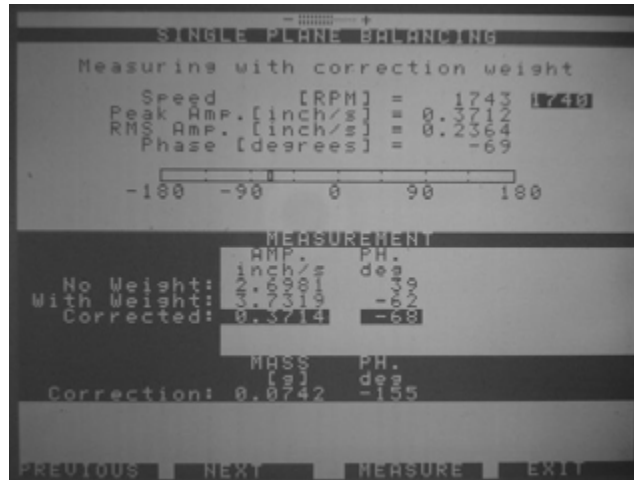 SINGLE PLANE BALANCING
Measuring with correction weight
Speed [RPM] = 1743 1740
Peak Amp.[inch/s] = 0.3712
RMS Amp. [inch/s] = 0.2364
Phase [degrees] = -69
-180 -90 0 90 180
MEASUREMENT
AMP. PH.
inch/s deg
No Weight: 2.6981 39
With Weight: 3.7319 -62
Corrected: 0.3714 -68
MASS PH.
[g] deg
Correction: 0.0742 -155
PREVIOUS NEXT MEASURE EXIT